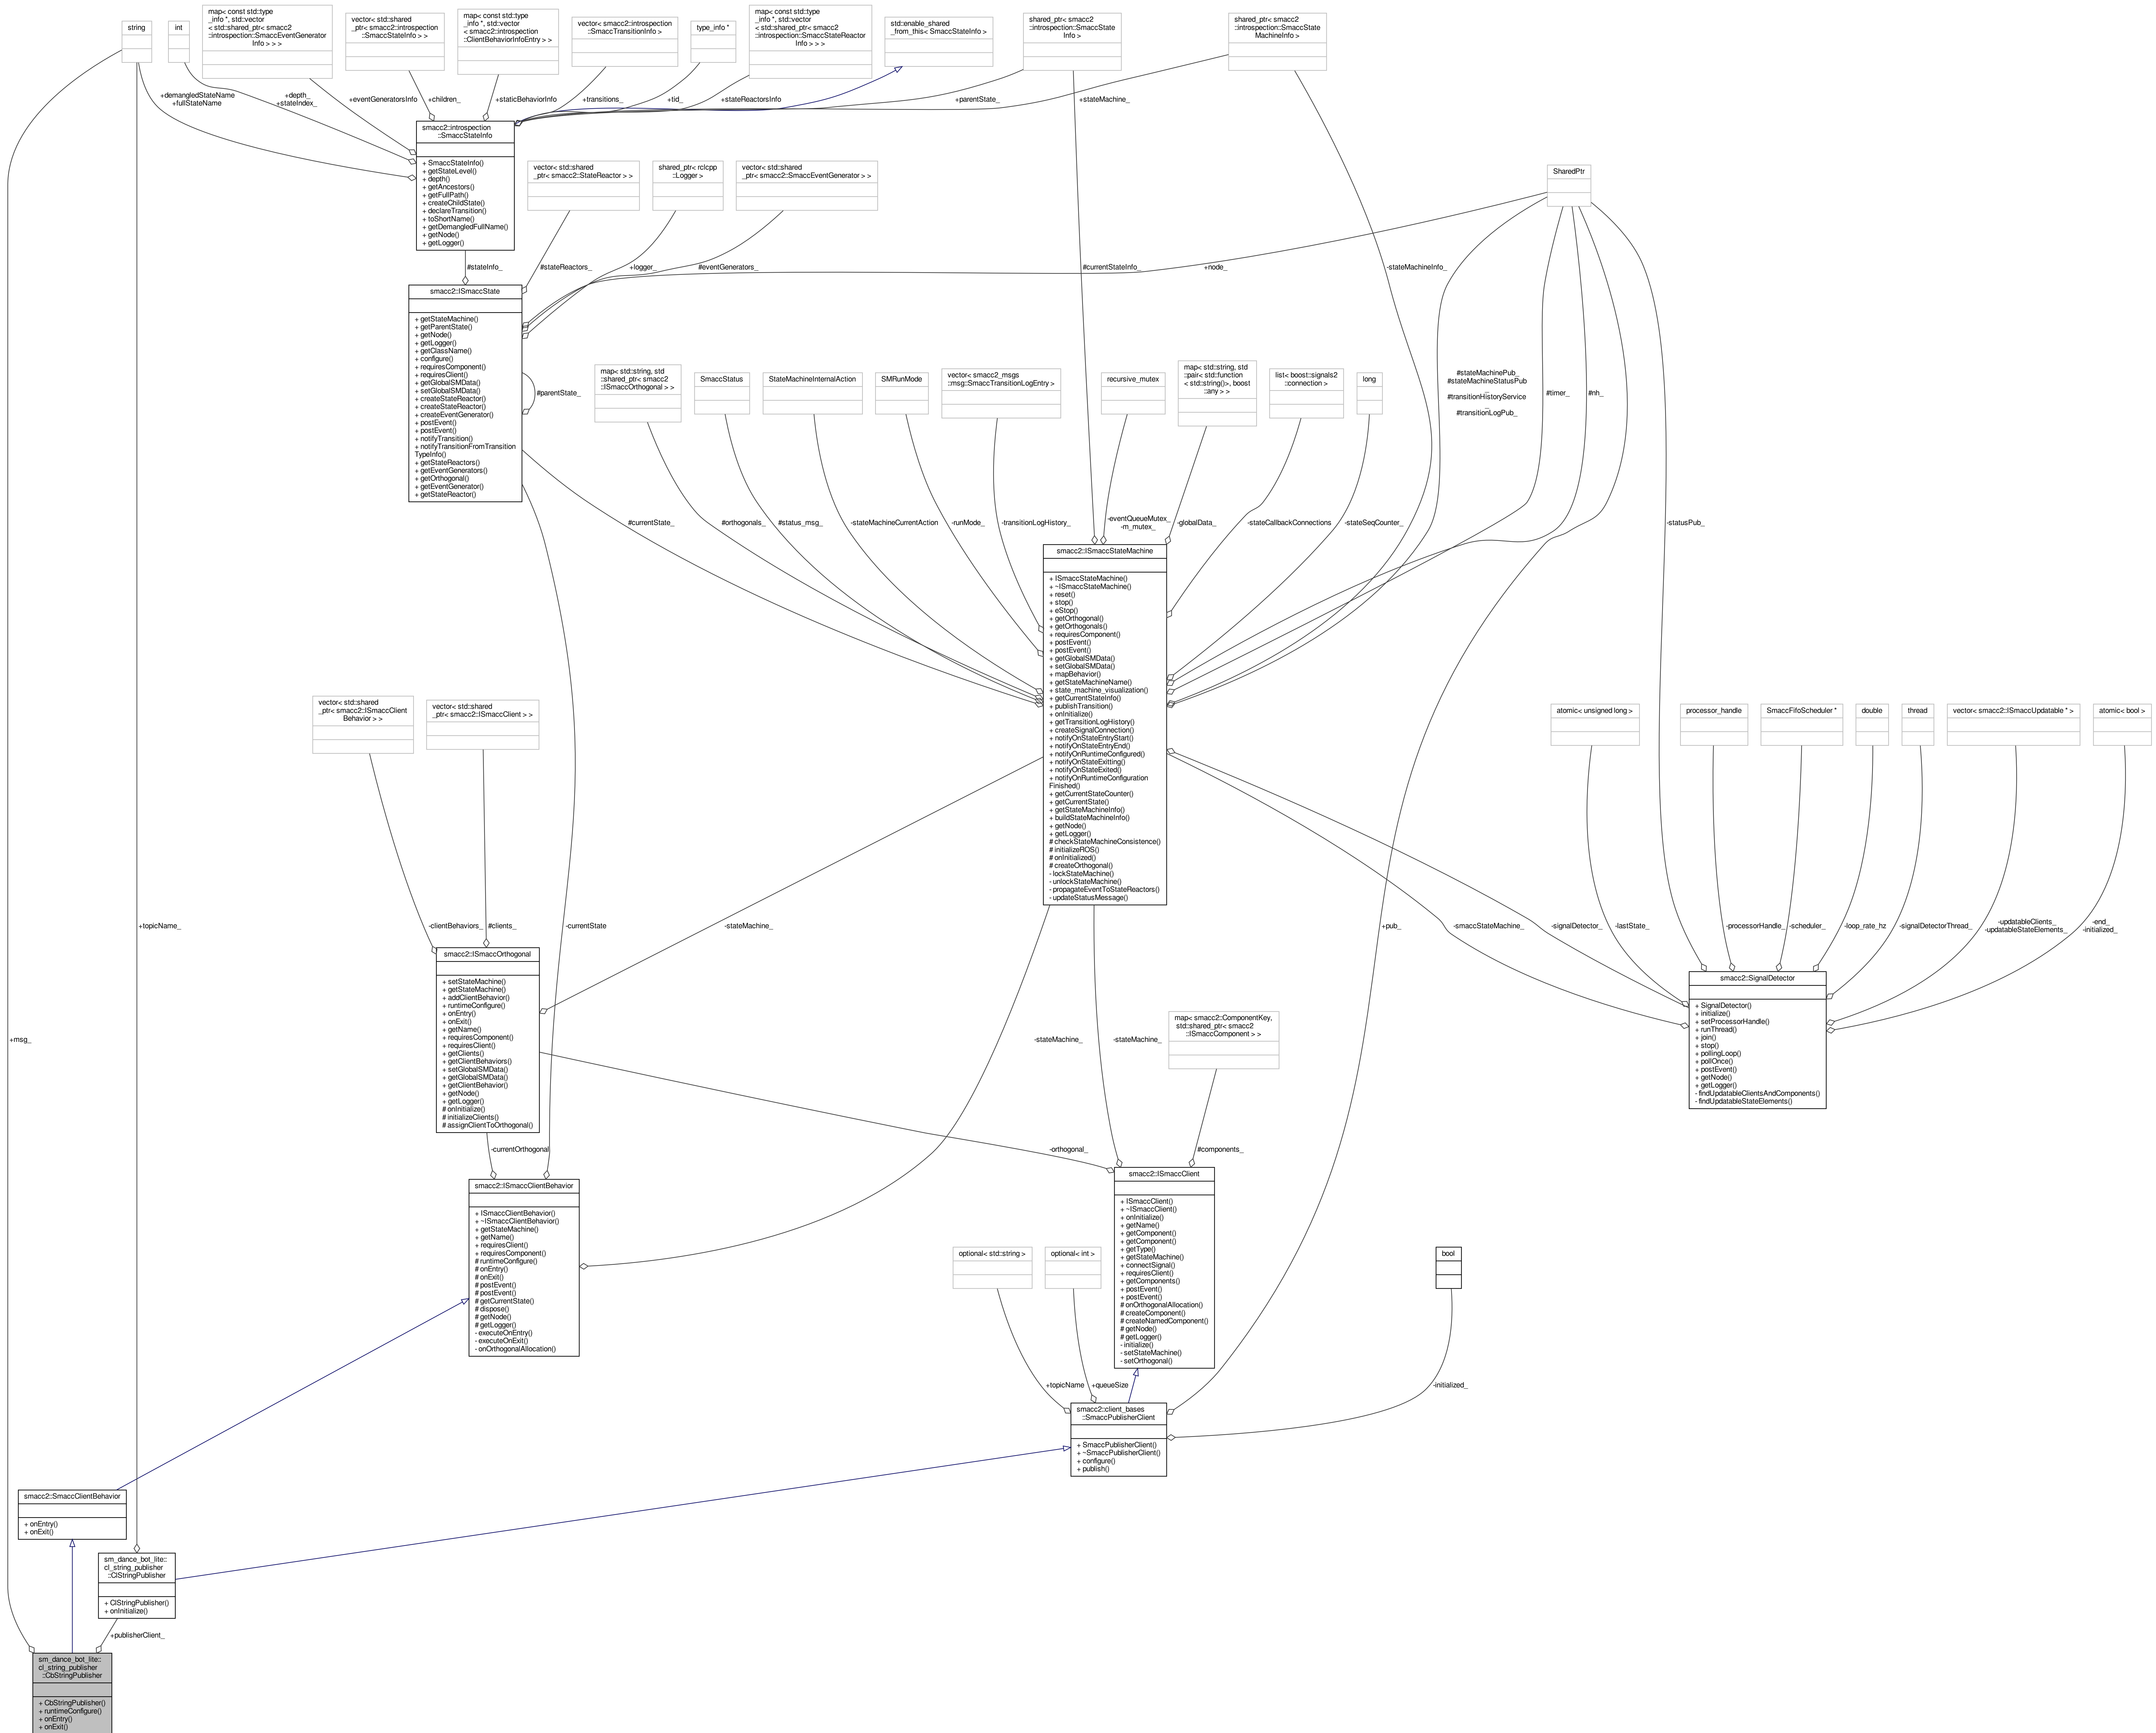 string
int
map< const std::type
_info *, std::vector
< std::shared_ptr< smacc2
::introspection::SmaccEventGenerator
Info > > >
vector< std::shared
_ptr< smacc2::introspection
::SmaccStateInfo > >
map< const std::type
_info *, std::vector
< smacc2::introspection
::ClientBehaviorInfoEntry > >
vector< smacc2::introspection
::SmaccTransitionInfo >
type_info *
map< const std::type
_info *, std::vector
< std::shared_ptr< smacc2
::introspection::SmaccStateReactor
Info > > >
std::enable_shared
_from_this< SmaccStateInfo >
shared_ptr< smacc2
::introspection::SmaccState
Info >
shared_ptr< smacc2
::introspection::SmaccState
MachineInfo >
+demangledStateName
+fullStateName
+depth_
+stateIndex_
+eventGeneratorsInfo
+children_
+staticBehaviorInfo
+transitions_
+tid_
+stateReactorsInfo
+parentState_
+stateMachine_
smacc2::introspection
::SmaccStateInfo
+ SmaccStateInfo()
+ getStateLevel()
+ depth()
+ getAncestors()
+ getFullPath()
+ createChildState()
+ declareTransition()
+ toShortName()
+ getDemangledFullName()
+ getNode()
+ getLogger()
vector< std::shared
_ptr< smacc2::StateReactor > >
shared_ptr< rclcpp
::Logger >
vector< std::shared
_ptr< smacc2::SmaccEventGenerator > >
SharedPtr
#stateInfo_
#stateReactors_
+logger_
#eventGenerators_
#currentStateInfo_
+node_
-stateMachineInfo_
smacc2::ISmaccState
+ getStateMachine()
+ getParentState()
+ getNode()
+ getLogger()
+ getClassName()
+ configure()
+ requiresComponent()
+ requiresClient()
+ getGlobalSMData()
+ setGlobalSMData()
+ createStateReactor()
+ createStateReactor()
+ createEventGenerator()
+ postEvent()
+ postEvent()
+ notifyTransition()
+ notifyTransitionFromTransition
TypeInfo()
+ getStateReactors()
+ getEventGenerators()
+ getOrthogonal()
+ getEventGenerator()
+ getStateReactor()
#parentState_
map< std::string, std
::shared_ptr< smacc2
::ISmaccOrthogonal > >
SmaccStatus
StateMachineInternalAction
SMRunMode
vector< smacc2_msgs
::msg::SmaccTransitionLogEntry >
recursive_mutex
map< std::string, std
::pair< std::function
< std::string()>, boost
::any > >
list< boost::signals2
::connection >
long
#stateMachinePub_
#stateMachineStatusPub
_
#transitionHistoryService
_
#transitionLogPub_
#timer_
#nh_
#currentState_
#orthogonals_
#status_msg_
-stateMachineCurrentAction
-runMode_
-transitionLogHistory_
-eventQueueMutex_
-m_mutex_
-globalData_
-stateCallbackConnections
-stateSeqCounter_
-statusPub_
smacc2::ISmaccStateMachine
+ ISmaccStateMachine()
+ ~ISmaccStateMachine()
+ reset()
+ stop()
+ eStop()
+ getOrthogonal()
+ getOrthogonals()
+ requiresComponent()
+ postEvent()
+ postEvent()
+ getGlobalSMData()
+ setGlobalSMData()
+ mapBehavior()
+ getStateMachineName()
+ state_machine_visualization()
+ getCurrentStateInfo()
+ publishTransition()
+ onInitialize()
+ getTransitionLogHistory()
+ createSignalConnection()
+ notifyOnStateEntryStart()
+ notifyOnStateEntryEnd()
+ notifyOnRuntimeConfigured()
+ notifyOnStateExitting()
+ notifyOnStateExited()
+ notifyOnRuntimeConfiguration
Finished()
+ getCurrentStateCounter()
+ getCurrentState()
+ getStateMachineInfo()
+ buildStateMachineInfo()
+ getNode()
+ getLogger()
# checkStateMachineConsistence()
# initializeROS()
# onInitialized()
# createOrthogonal()
- lockStateMachine()
- unlockStateMachine()
- propagateEventToStateReactors()
- updateStatusMessage()
vector< std::shared
_ptr< smacc2::ISmaccClient
Behavior > >
vector< std::shared
_ptr< smacc2::ISmaccClient > >
atomic< unsigned long >
processor_handle
SmaccFifoScheduler *
double
thread
vector< smacc2::ISmaccUpdatable * >
atomic< bool >
+topicName_
-clientBehaviors_
#clients_
-currentState
-stateMachine_
+pub_
-smaccStateMachine_
-signalDetector_
-lastState_
-processorHandle_
-scheduler_
-loop_rate_hz
-signalDetectorThread_
-updatableClients_
-updatableStateElements_
-end_
-initialized_
smacc2::ISmaccOrthogonal
+ setStateMachine()
+ getStateMachine()
+ addClientBehavior()
+ runtimeConfigure()
+ onEntry()
+ onExit()
+ getName()
+ requiresComponent()
+ requiresClient()
+ getClients()
+ getClientBehaviors()
+ setGlobalSMData()
+ getGlobalSMData()
+ getClientBehavior()
+ getNode()
+ getLogger()
# onInitialize()
# initializeClients()
# assignClientToOrthogonal()
smacc2::SignalDetector
+ SignalDetector()
+ initialize()
+ setProcessorHandle()
+ runThread()
+ join()
+ stop()
+ pollingLoop()
+ pollOnce()
+ postEvent()
+ getNode()
+ getLogger()
- findUpdatableClientsAndComponents()
- findUpdatableStateElements()
+msg_
-stateMachine_
-stateMachine_
map< smacc2::ComponentKey,
std::shared_ptr< smacc2
::ISmaccComponent > >
-currentOrthogonal
-orthogonal_
#components_
smacc2::ISmaccClientBehavior
+ ISmaccClientBehavior()
+ ~ISmaccClientBehavior()
+ getStateMachine()
+ getName()
+ requiresClient()
+ requiresComponent()
# runtimeConfigure()
# onEntry()
# onExit()
# postEvent()
# postEvent()
# getCurrentState()
# dispose()
# getNode()
# getLogger()
- executeOnEntry()
- executeOnExit()
- onOrthogonalAllocation()
smacc2::ISmaccClient
+ ISmaccClient()
+ ~ISmaccClient()
+ onInitialize()
+ getName()
+ getComponent()
+ getComponent()
+ getType()
+ getStateMachine()
+ connectSignal()
+ requiresClient()
+ getComponents()
+ postEvent()
+ postEvent()
# onOrthogonalAllocation()
# createComponent()
# createNamedComponent()
# getNode()
# getLogger()
- initialize()
- setStateMachine()
- setOrthogonal()
optional< std::string >
optional< int >
bool
+topicName
+queueSize
-initialized_
smacc2::client_bases
::SmaccPublisherClient
+ SmaccPublisherClient()
+ ~SmaccPublisherClient()
+ configure()
+ publish()
smacc2::SmaccClientBehavior
+ onEntry()
+ onExit()
sm_dance_bot_lite::
cl_string_publisher
::ClStringPublisher
+ ClStringPublisher()
+ onInitialize()
+publisherClient_
sm_dance_bot_lite::
cl_string_publisher
::CbStringPublisher
+ CbStringPublisher()
+ runtimeConfigure()
+ onEntry()
+ onExit()